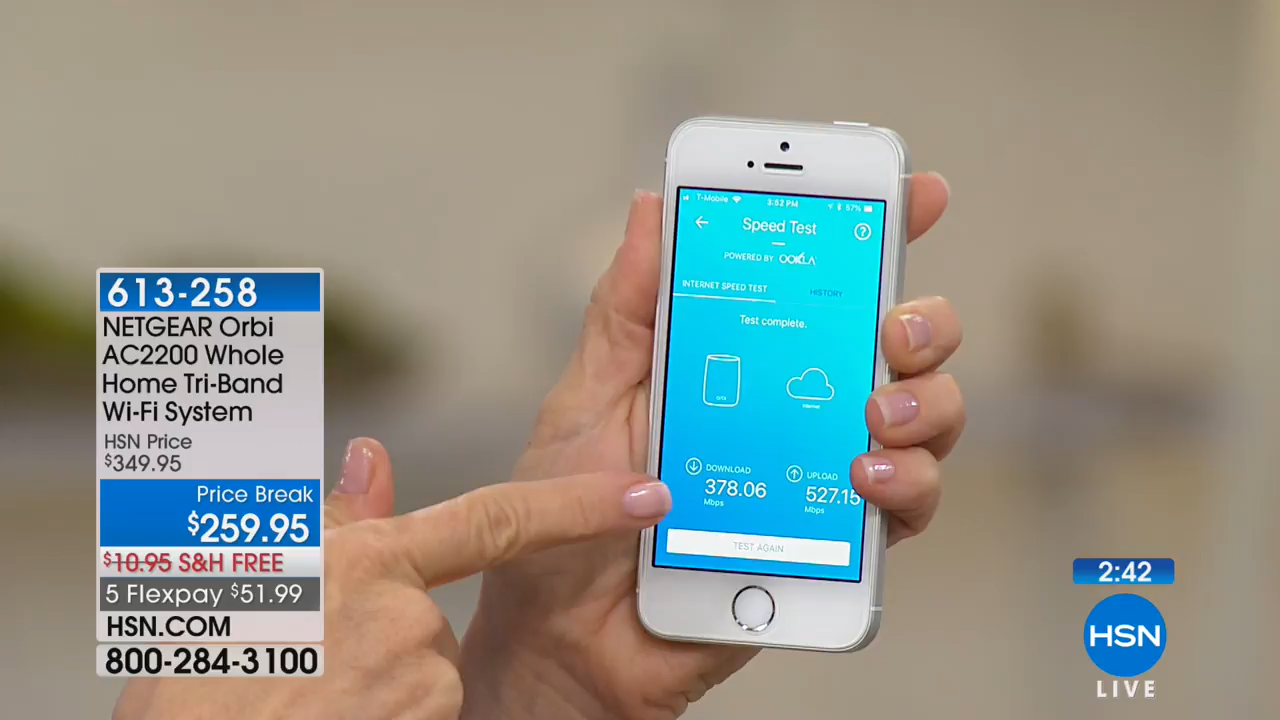 613-258
NETGEAR Orbi
AC2200 Whole
Home Tri-Band
Wi-Fi System
HSN Price
$349.95
Price Break
$259.95
$10.95 S&H FREE
5 Flexpay $51.99
HSN.COM
800-284-3100
T-Mobile 3:52 PM 57%
Speed Test
?
POWERED BY OOKLA
INTERNET SPEED TEST HISTORY
Test complete.
Internet
DOWNLOAD UPLOAD
378.06 527.15
Mbps Mbps
TEST AGAIN
2:42
HSN
LIVE